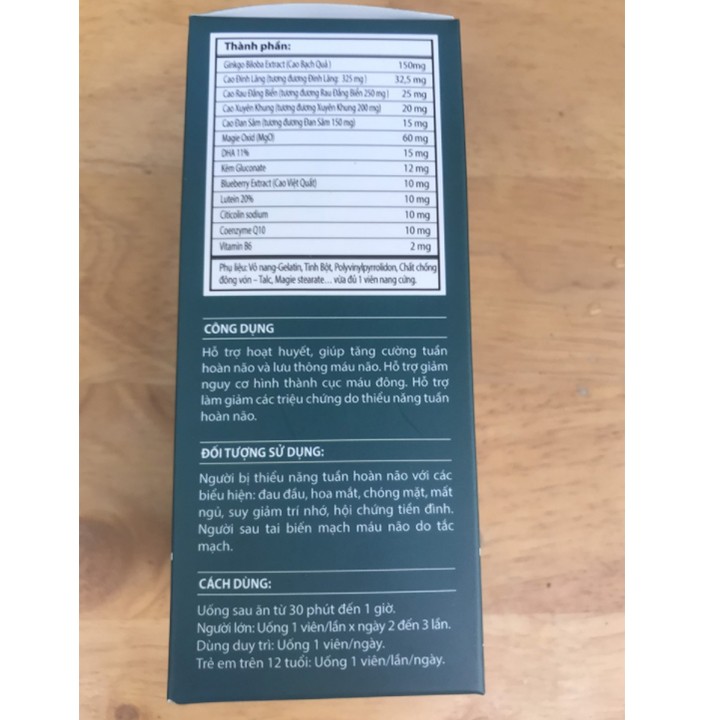 Thành phần:
Ginkgo Biloba Extract (Cao Bạch Quả) 150mg
Cao Đinh Lăng (tương đương Đinh Lăng: 325 mg) 32,5 mg
Cao Rau Đắng Biển (tương đương Rau Đắng Biển 250 mg) 25 mg
Cao Xuyên Khung (tương đương Xuyên Khung 200 mg) 20 mg
Cao Đan Sâm (tương đương Đan Sâm 150 mg) 15 mg
Magie Oxid (MgO) 60 mg
DHA 11% 15 mg
Kẽm Gluconate 12 mg
Blueberry Extract (Cao Việt Quất) 10 mg
Lutein 20% 10 mg
Citicolin sodium 10 mg
Coenzyme Q10 10 mg
Vitamin B6 2 mg
Phụ liệu: Vỏ nang-Gelatin, Tinh Bột, Polyvinylpyrrolidon, Chất chống
đông vón – Talc, Magie stearate… vừa đủ 1 viên nang cứng.
CÔNG DỤNG
Hỗ trợ hoạt huyết, giúp tăng cường tuần
hoàn não và lưu thông máu não. Hỗ trợ giảm
nguy cơ hình thành cục máu đông. Hỗ trợ
làm giảm các triệu chứng do thiểu năng tuần
hoàn não.
ĐỐI TƯỢNG SỬ DỤNG:
Người bị thiểu năng tuần hoàn não với các
biểu hiện: đau đầu, hoa mắt, chóng mặt, mất
ngủ, suy giảm trí nhớ, hội chứng tiền đình.
Người sau tai biến mạch máu não do tắc
mạch.
CÁCH DÙNG:
Uống sau ăn từ 30 phút đến 1 giờ.
Người lớn: Uống 1 viên/lần x ngày 2 đến 3 lần.
Dùng duy trì: Uống 1 viên/ngày.
Trẻ em trên 12 tuổi: Uống 1 viên/lần/ngày.